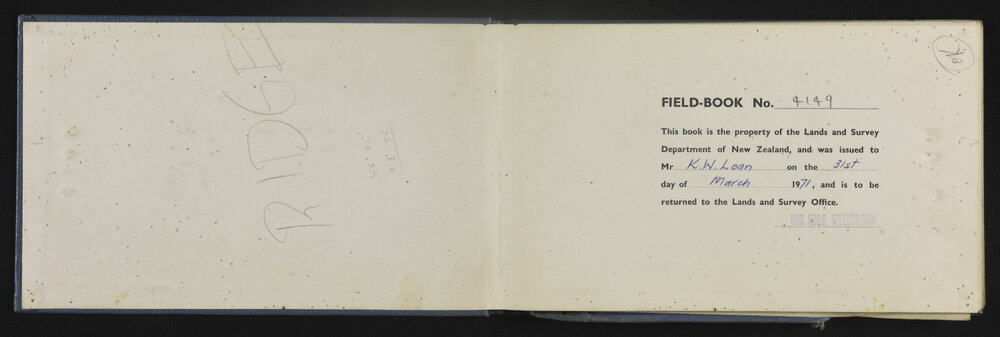 RIDGE
FIELD-BOOK No. 4149
This book is the property of the Lands and Survey
Department of New Zealand, and was issued to
Mr K.W. Loan on the 31st
day of March 1971, and is to be
returned to the Lands and Survey Office.
WELLINGTON